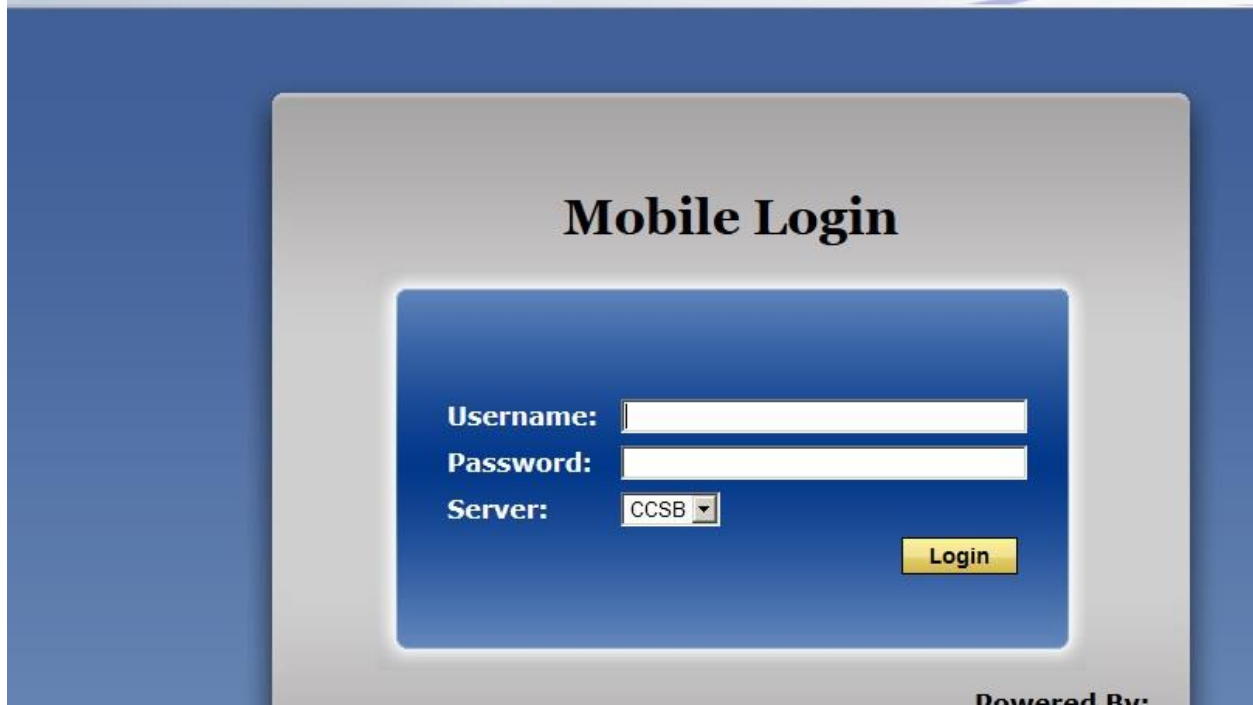 Mobile Login
Username:
Password:
Server: CCSB
Login
Powered By: